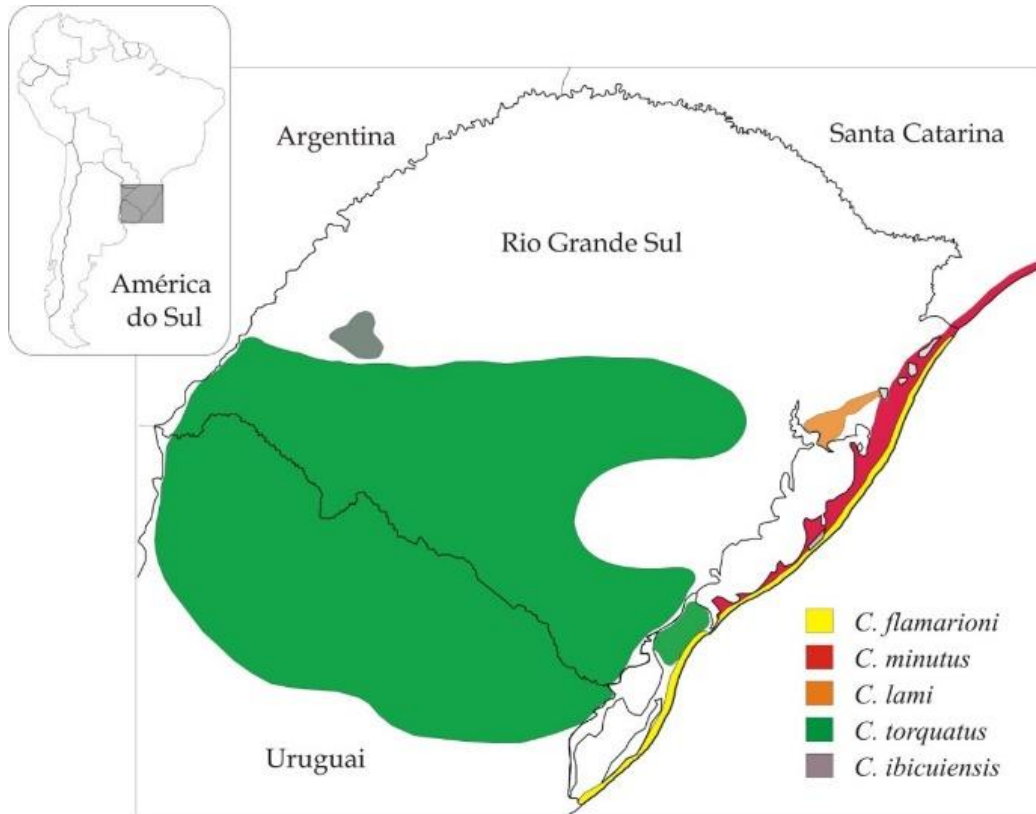 Argentina
Santa Catarina
Rio Grande Sul
América
do Sul
C. flamarioni
C. minutus
C. lami
C. torquatus
C. ibicuiensis
Uruguai